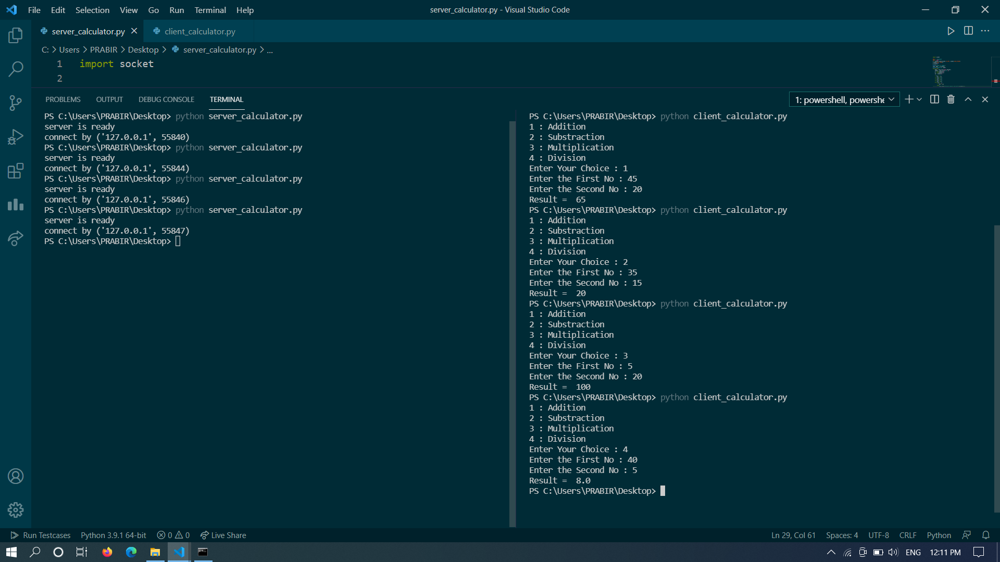 File Edit Selection View Go Run Terminal Help
server_calculator.py - Visual Studio Code
server_calculator.py
client_calculator.py
C: > Users > PRABIR > Desktop > server_calculator.py > ...
1 import socket
2
PROBLEMS OUTPUT DEBUG CONSOLE TERMINAL
1: powershell, powershe
PS C:\Users\PRABIR\Desktop> python server_calculator.py
server is ready
connect by ('127.0.0.1', 55840)
PS C:\Users\PRABIR\Desktop> python server_calculator.py
server is ready
connect by ('127.0.0.1', 55844)
PS C:\Users\PRABIR\Desktop> python server_calculator.py
server is ready
connect by ('127.0.0.1', 55846)
PS C:\Users\PRABIR\Desktop> python server_calculator.py
server is ready
connect by ('127.0.0.1', 55847)
PS C:\Users\PRABIR\Desktop>
PS C:\Users\PRABIR\Desktop> python client_calculator.py
1 : Addition
2 : Substraction
3 : Multiplication
4 : Division
Enter Your Choice : 1
Enter the First No : 45
Enter the Second No : 20
Result =  65
PS C:\Users\PRABIR\Desktop> python client_calculator.py
1 : Addition
2 : Substraction
3 : Multiplication
4 : Division
Enter Your Choice : 2
Enter the First No : 35
Enter the Second No : 15
Result =  20
PS C:\Users\PRABIR\Desktop> python client_calculator.py
1 : Addition
2 : Substraction
3 : Multiplication
4 : Division
Enter Your Choice : 3
Enter the First No : 5
Enter the Second No : 20
Result =  100
PS C:\Users\PRABIR\Desktop> python client_calculator.py
1 : Addition
2 : Substraction
3 : Multiplication
4 : Division
Enter Your Choice : 4
Enter the First No : 40
Enter the Second No : 5
Result =  8.0
PS C:\Users\PRABIR\Desktop>
Run Testcases Python 3.9.1 64-bit 0 0 Live Share
Ln 29, Col 61 Spaces: 4 UTF-8 CRLF Python
ENG 12:11 PM